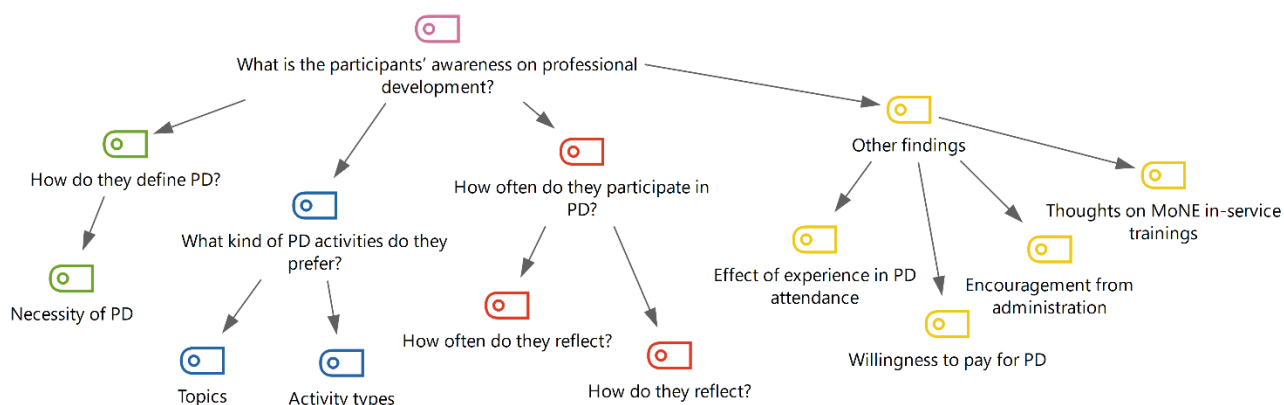 What is the participants’ awareness on professional
development?
Other findings
How do they define PD?
How often do they participate in
PD?
Thoughts on MoNE in-service
trainings
What kind of PD activities do they
prefer?
Effect of experience in PD
attendance
Encouragement from
administration
Necessity of PD
How often do they reflect?
Willingness to pay for PD
Topics
Activity types
How do they reflect?